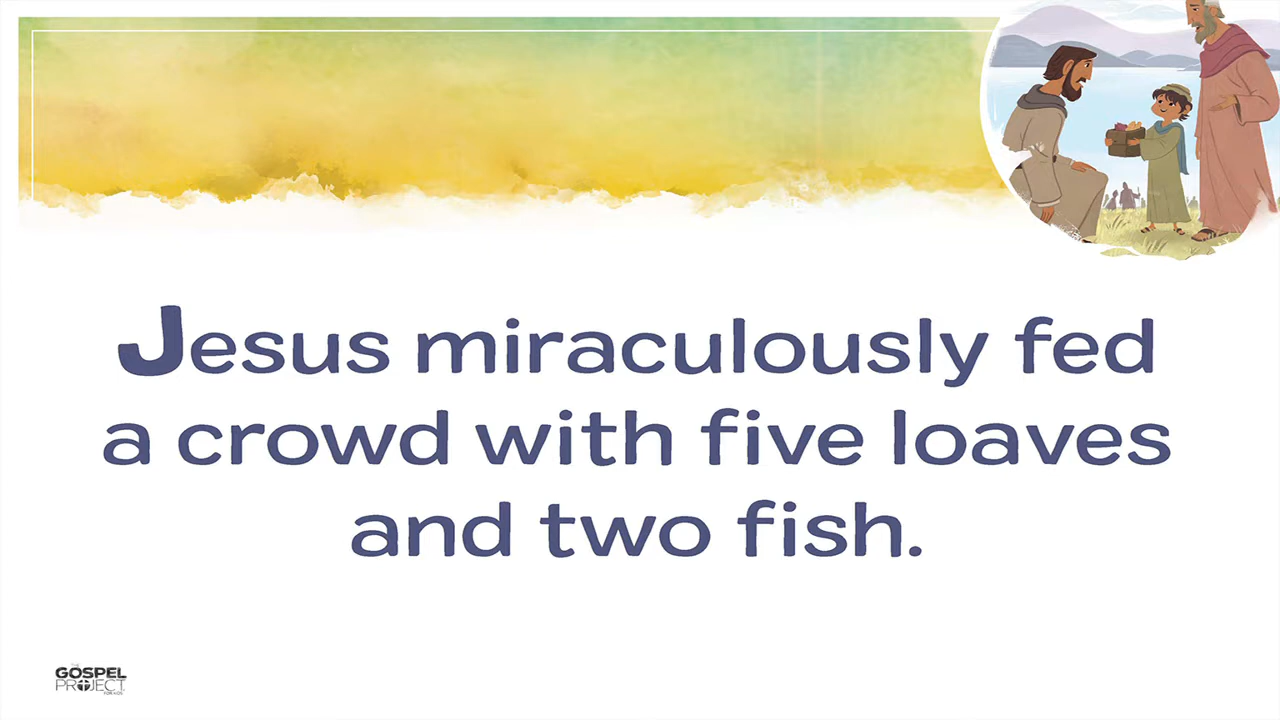 Jesus miraculously fed
a crowd with five loaves
and two fish.
THE
GOSPEL
PROJECT
FOR KIDS